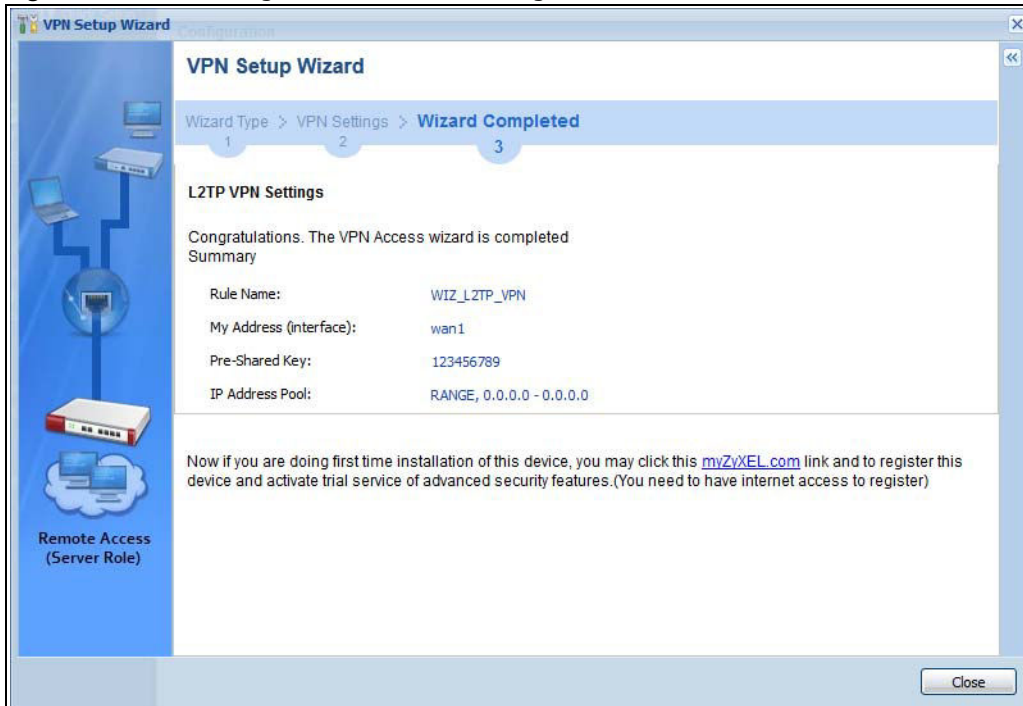 VPN Setup Wizard
Configuration
VPN Setup Wizard
Wizard Type > VPN Settings > Wizard Completed
1 2 3
L2TP VPN Settings
Congratulations. The VPN Access wizard is completed
Summary
Rule Name: WIZ_L2TP_VPN
My Address (interface): wan1
Pre-Shared Key: 123456789
IP Address Pool: RANGE, 0.0.0.0 - 0.0.0.0
Now if you are doing first time installation of this device, you may click this myZyXEL.com link and to register this
device and activate trial service of advanced security features.(You need to have internet access to register)
Remote Access
(Server Role)
Close